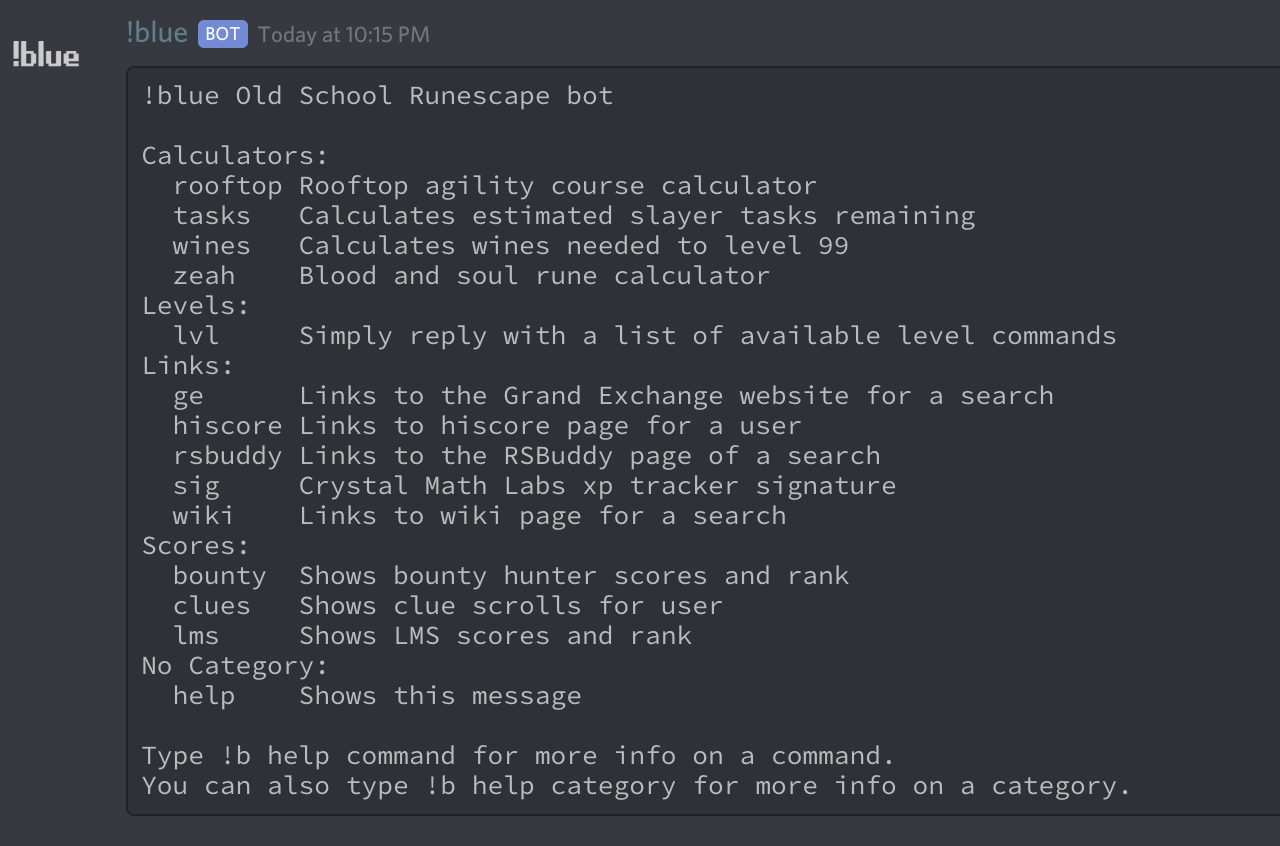 !blue
!blue BOT Today at 10:15 PM
!blue Old School Runescape bot
Calculators:
rooftop Rooftop agility course calculator
tasks Calculates estimated slayer tasks remaining
wines Calculates wines needed to level 99
zeah Blood and soul rune calculator
Levels:
lvl Simply reply with a list of available level commands
Links:
ge Links to the Grand Exchange website for a search
hiscore Links to hiscore page for a user
rsbuddy Links to the RSBuddy page of a search
sig Crystal Math Labs xp tracker signature
wiki Links to wiki page for a search
Scores:
bounty Shows bounty hunter scores and rank
clues Shows clue scrolls for user
lms Shows LMS scores and rank
No Category:
help Shows this message
Type !b help command for more info on a command.
You can also type !b help category for more info on a category.